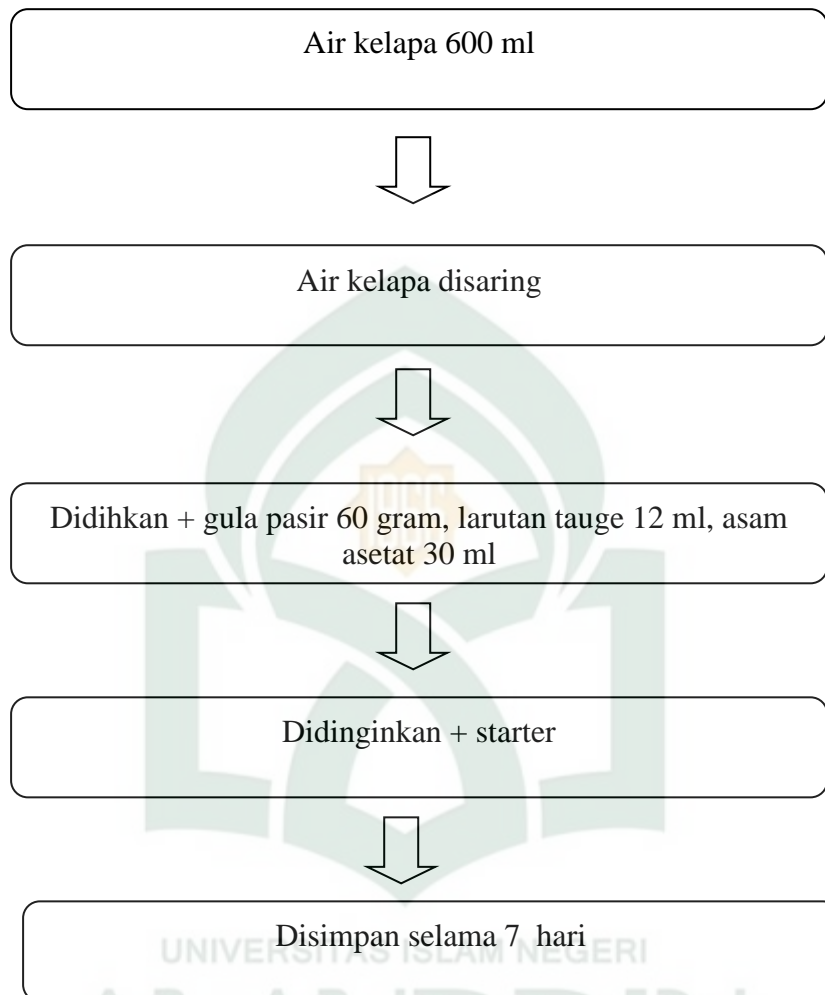 Air kelapa 600 ml
Air kelapa disaring
Didihkan + gula pasir 60 gram, larutan tauge 12 ml, asam
asetat 30 ml
Didinginkan + starter
Disimpan selama 7 hari
UNIVERSITAS ISLAM NEGERI